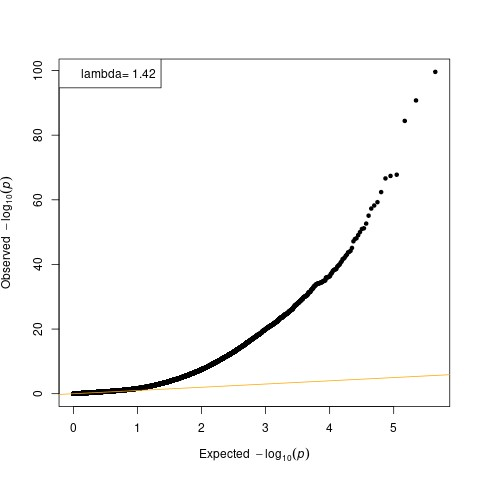 lambda= 1.42
100
80
60
40
20
0
Observed −log10(p)
0 1 2 3 4 5
Expected −log10(p)